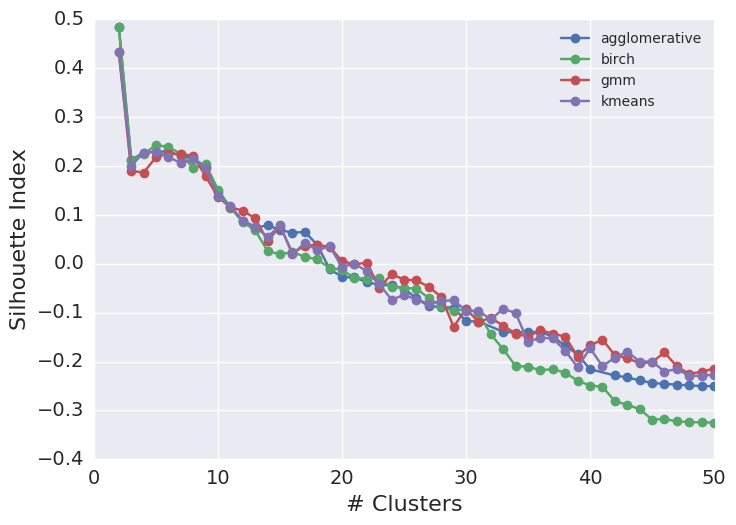 0.5
0.4
0.3
0.2
0.1
0.0
−0.1
−0.2
−0.3
−0.4
Silhouette Index
agglomerative
birch
gmm
kmeans
0 10 20 30 40 50
# Clusters